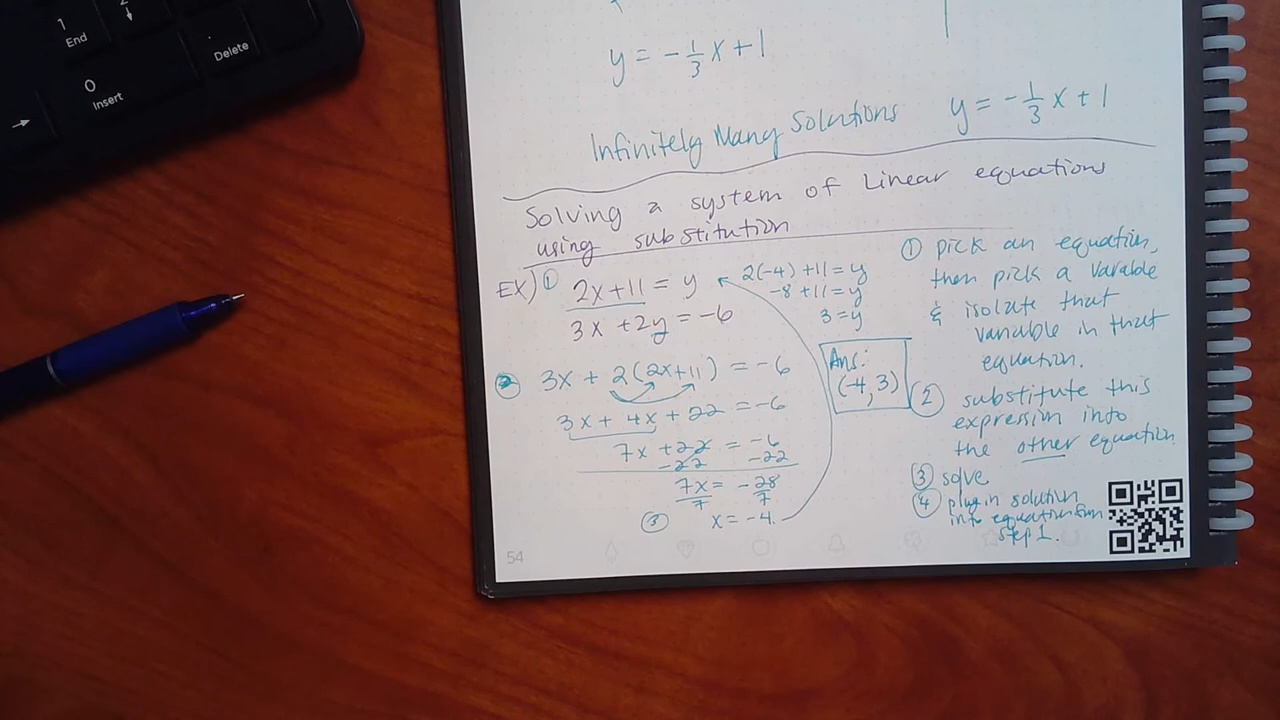 1
End
2
↓
.
Delete
0
Insert
→
y = -1/3 x + 1
Infinitely Many Solutions y = -1/3 x + 1
Solving a system of Linear equations
using substitution
EX) ① 2x+11 = y
3x + 2y = -6
2(-4) +11 = y
-8 +11 = y
3 = y
② 3x + 2(2x+11) = -6
3x + 4x + 22 = -6
7x + 22 = -6
-22 -22
7x = -28
7 7
③ x = -4
Ans:
(-4, 3)
① pick an equation,
then pick a variable
& isolate that
variable in that
equation.
② substitute this
expression into
the other equation
③ solve
④ plug in solution
into equation from
step 1.
54